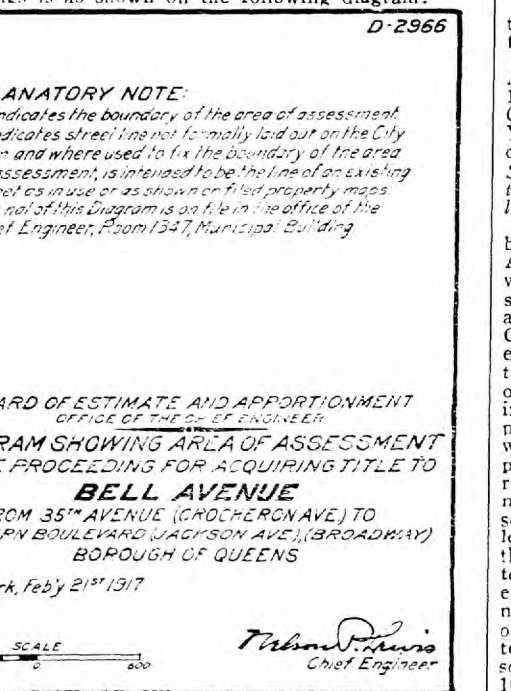 is as shown on the following diagram:
D-2966
ANATORY NOTE:
ndicates the boundary of the area of assessment.
dicates street line not formally laid out on the City
n and where used to fix the boundary of the area
assessment, is intended to be the line of an existing
et as in use or as shown on filed property maps.
nal of this Diagram is on file in the office of the
ef Engineer, Room 1347, Municipal Building
ARD OF ESTIMATE AND APPORTIONMENT
OFFICE OF THE CHIEF ENGINEER
RAM SHOWING AREA OF ASSESSMENT
E PROCEEDING FOR ACQUIRING TITLE TO
BELL AVENUE
ROM 35TH AVENUE (CROCHERON AVE.) TO
RN BOULEVARD (JACKSON AVE.), (BROADWAY)
BOROUGH OF QUEENS
rk, Feb'y 21ST 1917
SCALE
0 600
Nelson P. Lewis
Chief Engineer